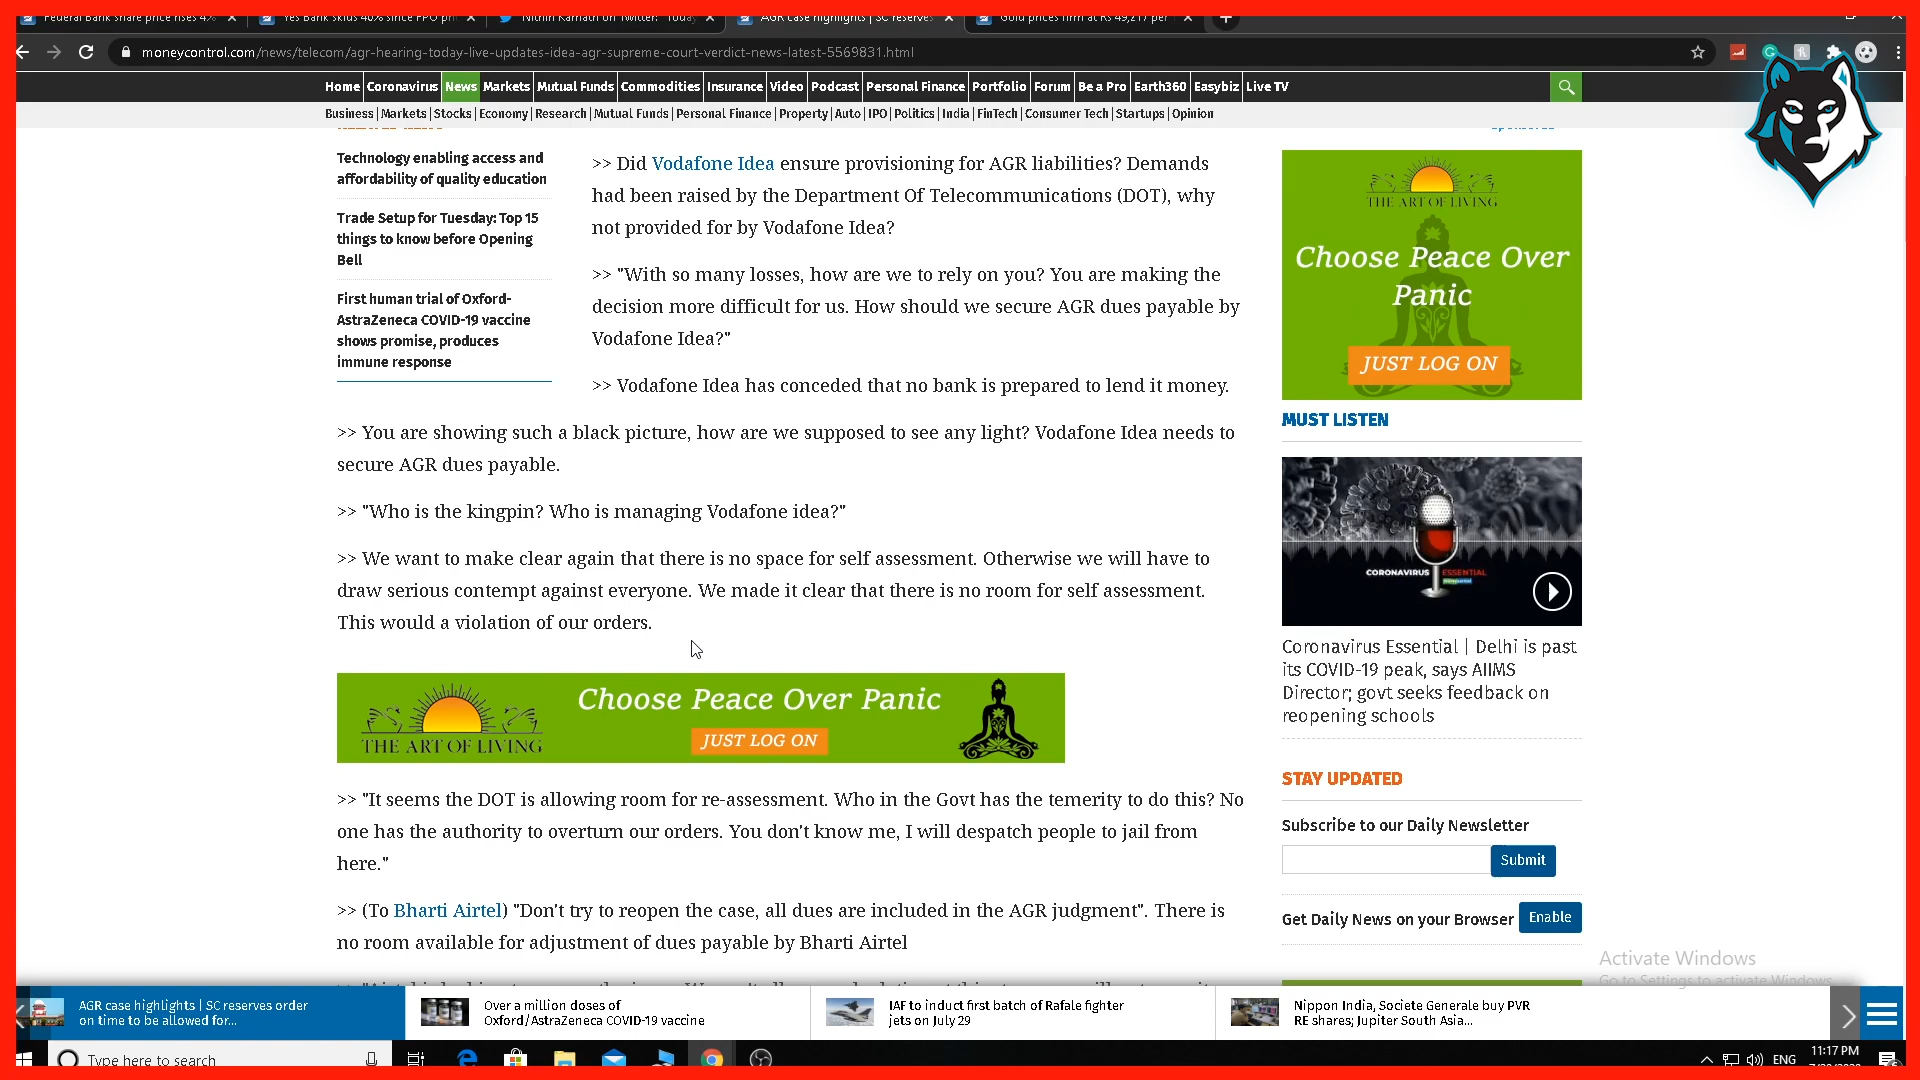 Federal Bank share price rises 4%
Yes Bank skids 40% since FPO
Nithin Kamath on Twitter: "Today
AGR case highlights | SC reserves
Gold prices firm at Rs 49,217 per
moneycontrol.com/news/telecom/agr-hearing-today-live-updates-idea-agr-supreme-court-verdict-news-latest-5569831.html
Home Coronavirus News Markets Mutual Funds Commodities Insurance Video Podcast Personal Finance Portfolio Forum Be a Pro Earth360 Easybiz Live TV
Business | Markets | Stocks | Economy | Research | Mutual Funds | Personal Finance | Property | Auto | IPO | Politics | India | FinTech | Consumer Tech | Startups | Opinion
Technology enabling access and
affordability of quality education
Trade Setup for Tuesday: Top 15
things to know before Opening
Bell
First human trial of Oxford-
AstraZeneca COVID-19 vaccine
shows promise, produces
immune response
>> Did Vodafone Idea ensure provisioning for AGR liabilities? Demands
had been raised by the Department Of Telecommunications (DOT), why
not provided for by Vodafone Idea?
>> "With so many losses, how are we to rely on you? You are making the
decision more difficult for us. How should we secure AGR dues payable by
Vodafone Idea?"
>> Vodafone Idea has conceded that no bank is prepared to lend it money.
>> You are showing such a black picture, how are we supposed to see any light? Vodafone Idea needs to
secure AGR dues payable.
>> "Who is the kingpin? Who is managing Vodafone idea?"
>> We want to make clear again that there is no space for self assessment. Otherwise we will have to
draw serious contempt against everyone. We made it clear that there is no room for self assessment.
This would a violation of our orders.
THE ART OF LIVING
Choose Peace Over Panic
JUST LOG ON
>> "It seems the DOT is allowing room for re-assessment. Who in the Govt has the temerity to do this? No
one has the authority to overturn our orders. You don't know me, I will despatch people to jail from
here."
>> (To Bharti Airtel) "Don't try to reopen the case, all dues are included in the AGR judgment". There is
no room available for adjustment of dues payable by Bharti Airtel
THE ART OF LIVING
Choose Peace Over
Panic
JUST LOG ON
MUST LISTEN
CORONAVIRUS ESSENTIAL
Coronavirus Essential | Delhi is past
its COVID-19 peak, says AIIMS
Director; govt seeks feedback on
reopening schools
STAY UPDATED
Subscribe to our Daily Newsletter
Submit
Get Daily News on your Browser Enable
Activate Windows
Go to Settings to activate Windows.
AGR case highlights | SC reserves order
on time to be allowed for...
Over a million doses of
Oxford/AstraZeneca COVID-19 vaccine
IAF to induct first batch of Rafale fighter
jets on July 29
Nippon India, Societe Generale buy PVR
RE shares; Jupiter South Asia...
Type here to search
ENG
11:17 PM